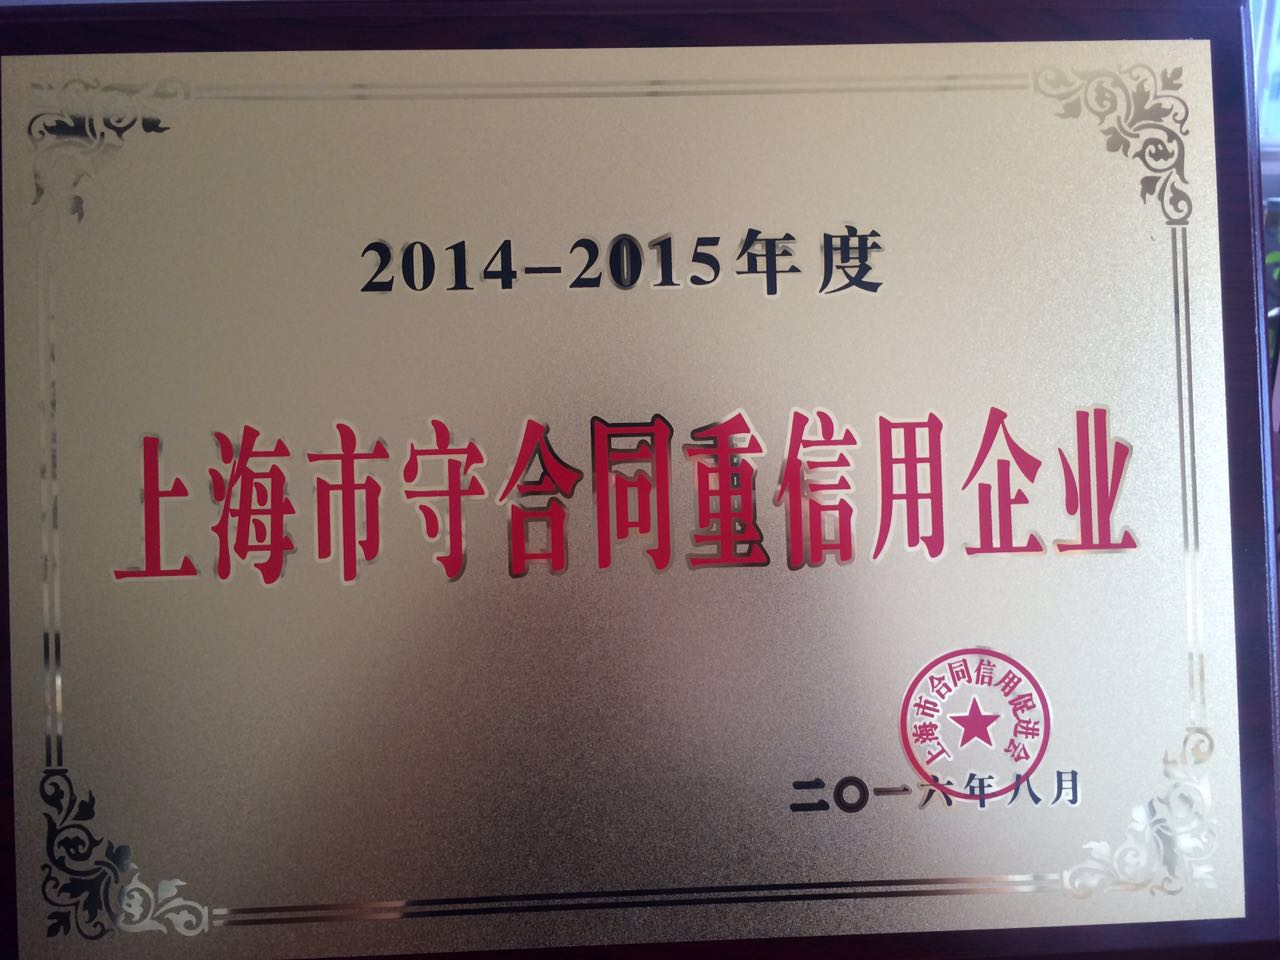 2014-2015年度
上海市守合同重信用企业
上海市合同信用促进会
二〇一六年八月